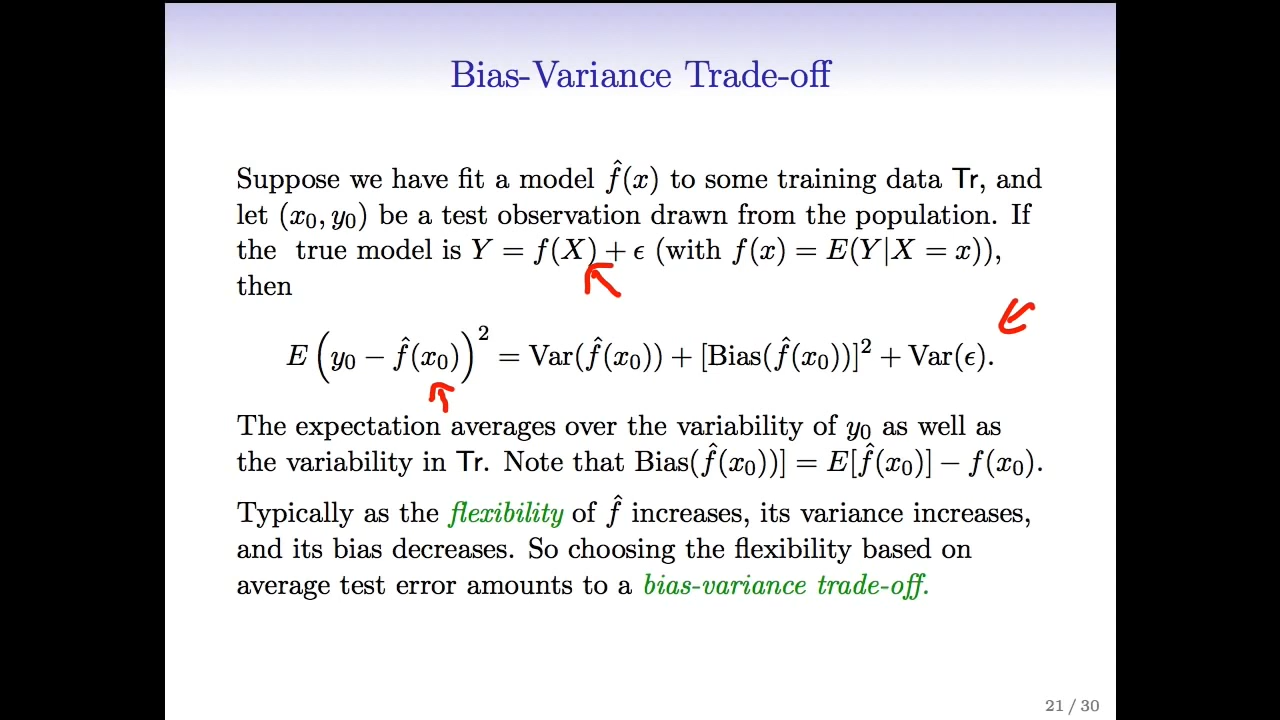 Bias-Variance Trade-off
Suppose we have fit a model f̂(x) to some training data Tr, and
let (x₀, y₀) be a test observation drawn from the population. If
the true model is Y = f(X) + ϵ (with f(x) = E(Y|X = x)),
then
E(y₀ − f̂(x₀))² = Var(f̂(x₀)) + [Bias(f̂(x₀))]² + Var(ϵ).
The expectation averages over the variability of y₀ as well as
the variability in Tr. Note that Bias(f̂(x₀))] = E[f̂(x₀)] − f(x₀).
Typically as the flexibility of f̂ increases, its variance increases,
and its bias decreases. So choosing the flexibility based on
average test error amounts to a bias-variance trade-off.
21 / 30